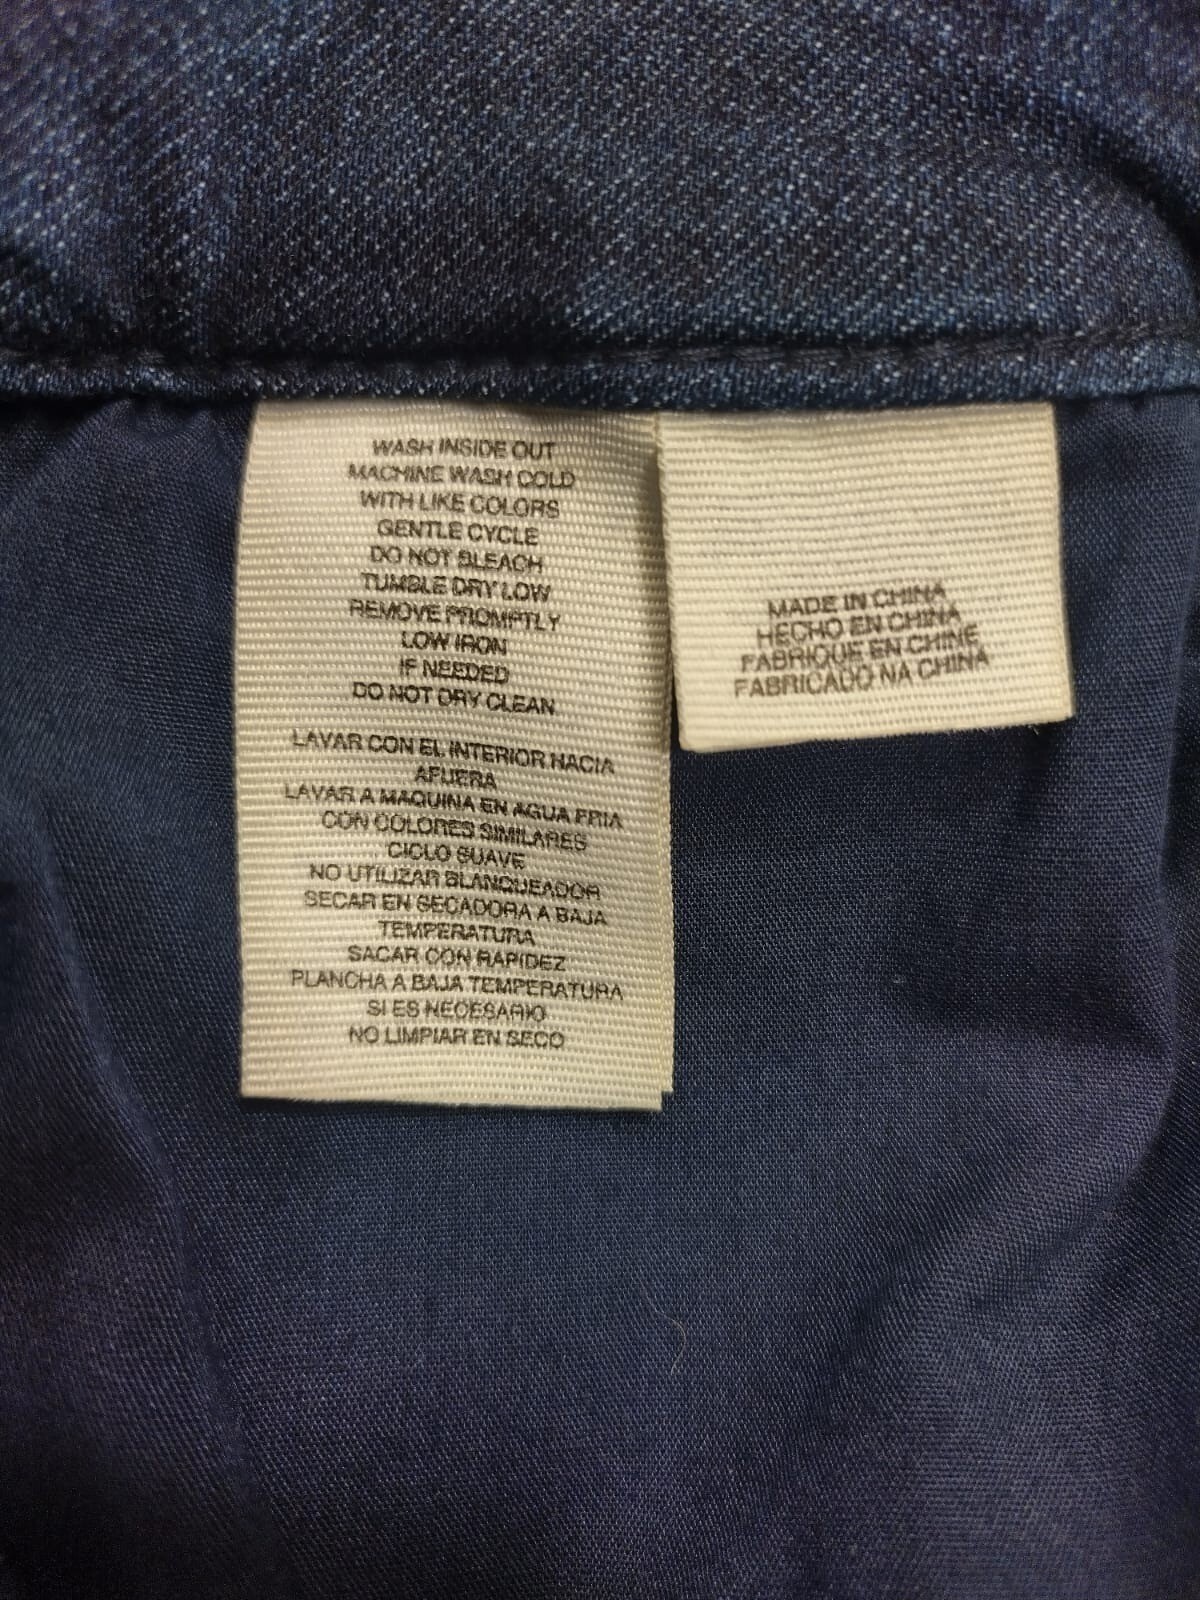 WASH INSIDE OUT
MACHINE WASH COLD
WITH LIKE COLORS
GENTLE CYCLE
DO NOT BLEACH
TUMBLE DRY LOW
REMOVE PROMPTLY
LOW IRON
IF NEEDED
DO NOT DRY CLEAN
LAVAR CON EL INTERIOR HACIA
AFUERA
LAVAR A MAQUINA EN AGUA FRIA
CON COLORES SIMILARES
CICLO SUAVE
NO UTILIZAR BLANQUEADOR
SECAR EN SECADORA A BAJA
TEMPERATURA
SACAR CON RAPIDEZ
PLANCHA A BAJA TEMPERATURA
SI ES NECESARIO
NO LIMPIAR EN SECO
MADE IN CHINA
HECHO EN CHINA
FABRIQUE EN CHINE
FABRICADO NA CHINA